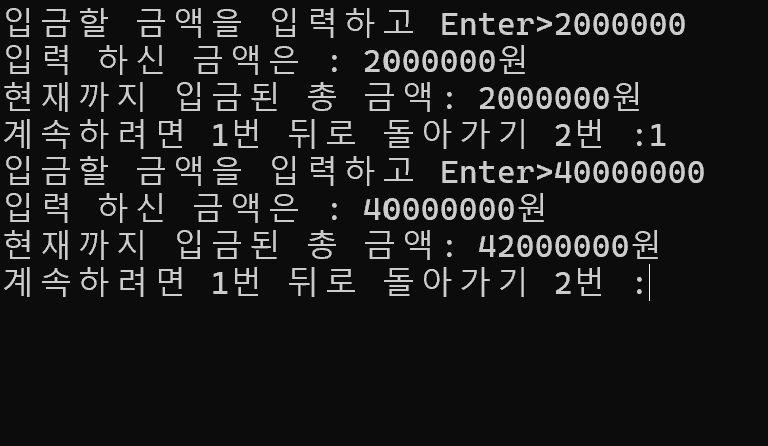 입금할 금액을 입력하고 Enter>2000000
입력 하신 금액은 : 2000000원
현재까지 입금된 총 금액: 2000000원
계속하려면 1번 뒤로 돌아가기 2번 :1
입금할 금액을 입력하고 Enter>40000000
입력 하신 금액은 : 40000000원
현재까지 입금된 총 금액: 42000000원
계속하려면 1번 뒤로 돌아가기 2번 :